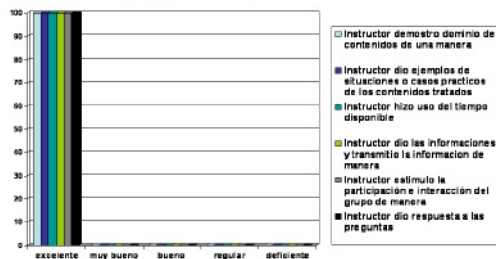 100
90
80
70
60
50
40
30
20
10
0
excelente
muy bueno
bueno
regular
deficiente
Instructor demostro dominio de
contenidos de una manera
Instructor dio ejemplos de
situaciones o casos practicos
de los contenidos tratados
Instructor hizo uso del tiempo
disponible
Instructor dio las informaciones
y transmitio la informacion de
manera
Instructor estimulo la
participación e interacción del
grupo de manera
Instructor dio respuesta a las
preguntas